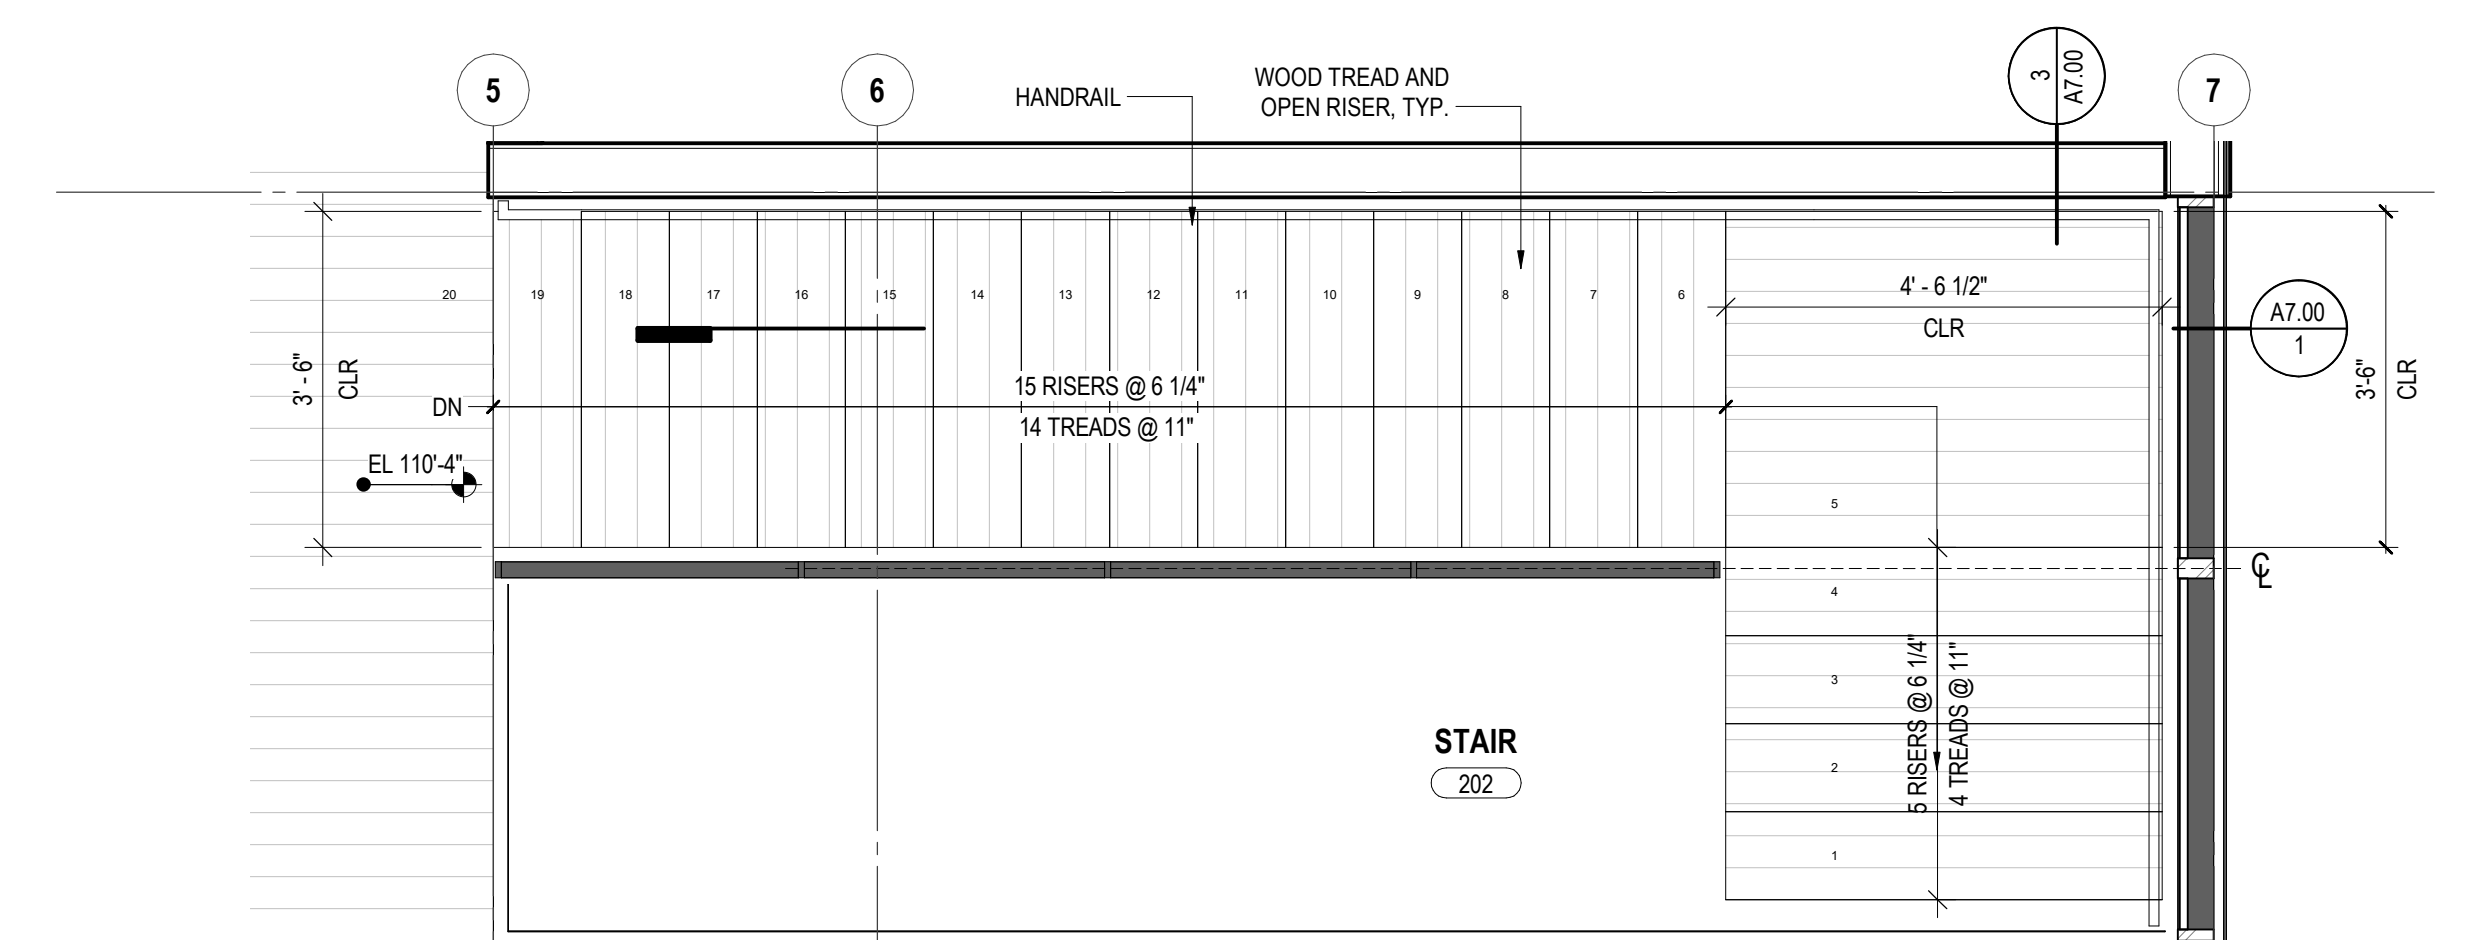 5
6
7
3
A7.00
HANDRAIL
WOOD TREAD AND
OPEN RISER, TYP.
20
19
18
17
16
15
14
13
12
11
10
9
8
7
6
4' - 6 1/2"
CLR
A7.00
1
3' - 6"
CLR
3'-6"
CLR
15 RISERS @ 6 1/4"
14 TREADS @ 11"
DN
EL 110'-4"
5
4
3
2
1
5 RISERS @ 6 1/4"
4 TREADS @ 11"
CL
STAIR
202